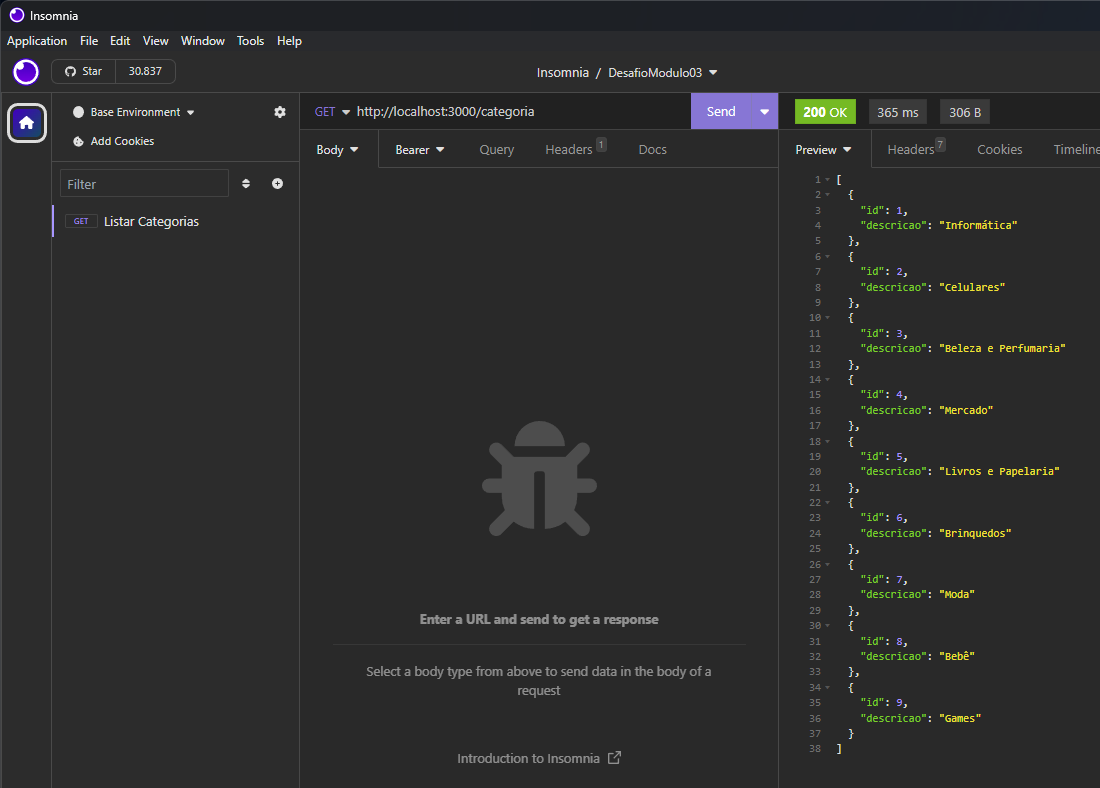 Insomnia
Application File Edit View Window Tools Help
Star 30.837
Insomnia / DesafioModulo03
Base Environment
Add Cookies
Filter
GET Listar Categorias
GET http://localhost:3000/categoria Send
Body Bearer Query Headers 1 Docs
Enter a URL and send to get a response
Select a body type from above to send data in the body of a
request
Introduction to Insomnia
200 OK 365 ms 306 B
Preview Headers 7 Cookies Timeline
1 [
2 {
3 "id": 1,
4 "descricao": "Informática"
5 },
6 {
7 "id": 2,
8 "descricao": "Celulares"
9 },
10 {
11 "id": 3,
12 "descricao": "Beleza e Perfumaria"
13 },
14 {
15 "id": 4,
16 "descricao": "Mercado"
17 },
18 {
19 "id": 5,
20 "descricao": "Livros e Papelaria"
21 },
22 {
23 "id": 6,
24 "descricao": "Brinquedos"
25 },
26 {
27 "id": 7,
28 "descricao": "Moda"
29 },
30 {
31 "id": 8,
32 "descricao": "Bebê"
33 },
34 {
35 "id": 9,
36 "descricao": "Games"
37 }
38 ]